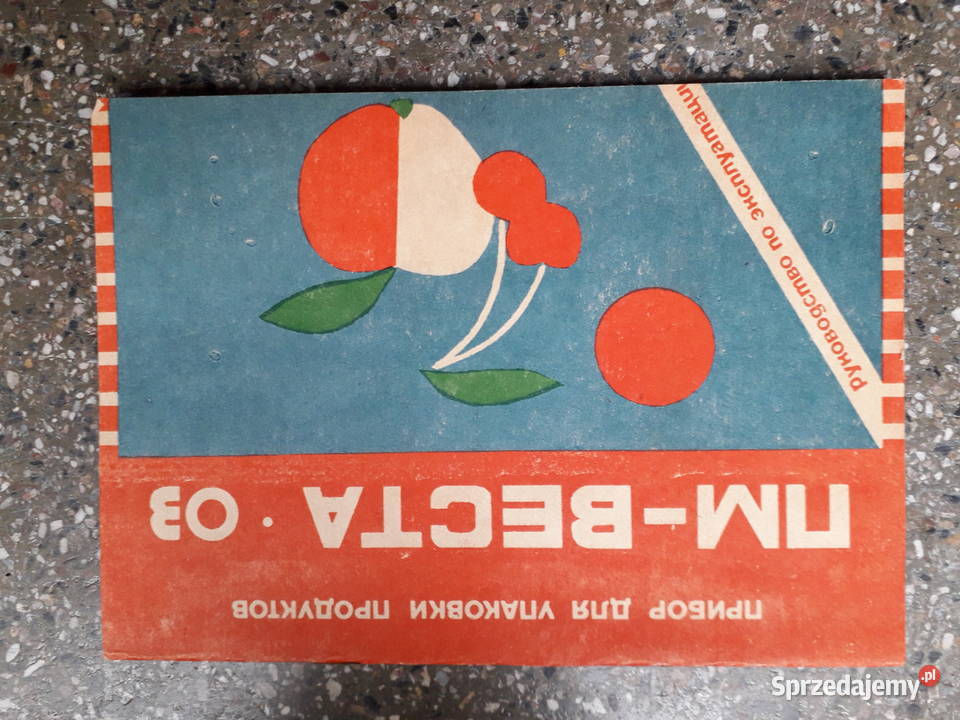 ПРИБОР ДЛЯ УПАКОВКИ ПРОДУКТОВ
ПМ-ВЕСТА · 03
руководство по эксплуатации
Sprzedajemy.pl